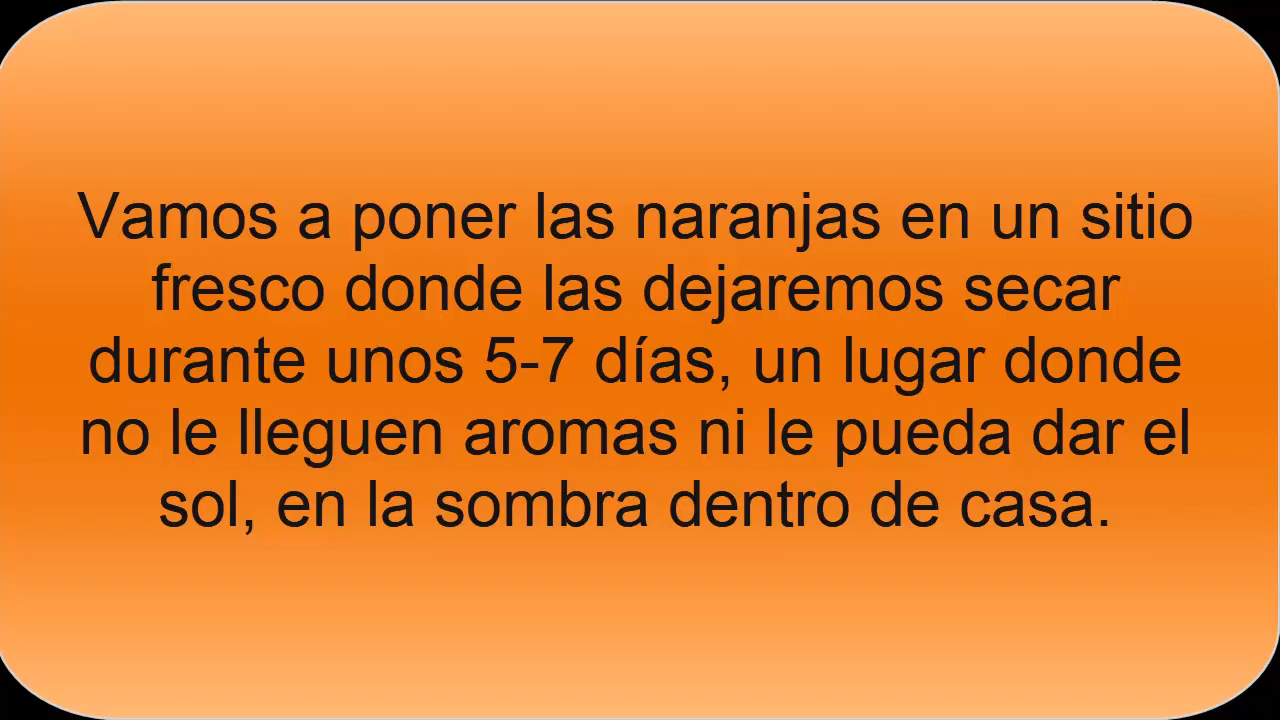 Vamos a poner las naranjas en un sitio
fresco donde las dejaremos secar
durante unos 5-7 días, un lugar donde
no le lleguen aromas ni le pueda dar el
sol, en la sombra dentro de casa.